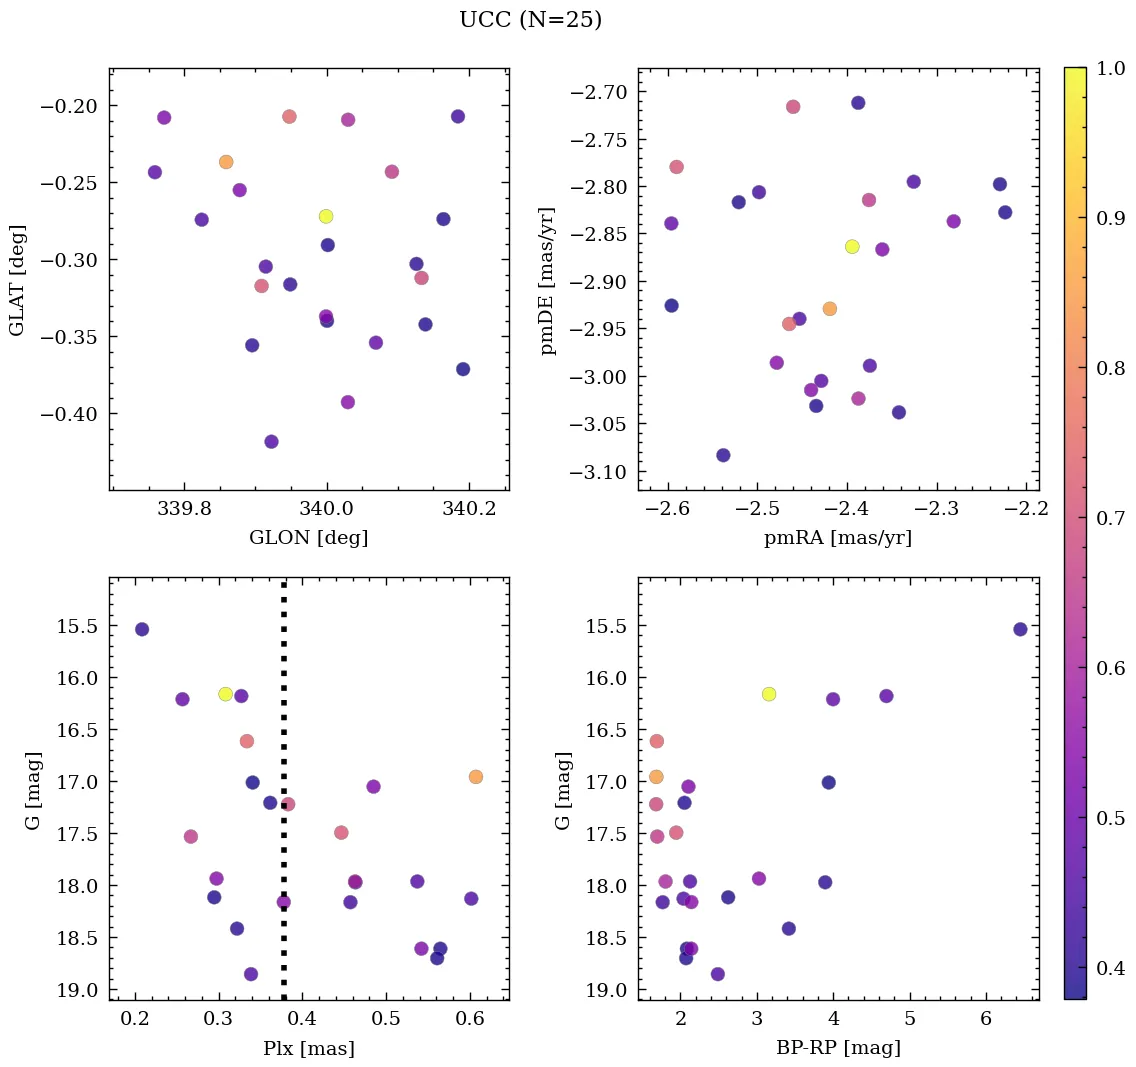 UCC (N=25)
−0.20
−0.25
−0.30
−0.35
−0.40
GLAT [deg]
339.8 340.0 340.2
GLON [deg]
−2.70
−2.75
−2.80
−2.85
−2.90
−2.95
−3.00
−3.05
−3.10
pmDE [mas/yr]
−2.6 −2.5 −2.4 −2.3 −2.2
pmRA [mas/yr]
15.5
16.0
16.5
17.0
17.5
18.0
18.5
19.0
G [mag]
0.2 0.3 0.4 0.5 0.6
Plx [mas]
15.5
16.0
16.5
17.0
17.5
18.0
18.5
19.0
G [mag]
2 3 4 5 6
BP-RP [mag]
1.0
0.9
0.8
0.7
0.6
0.5
0.4